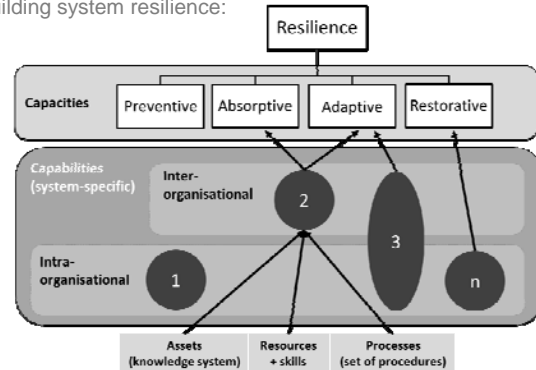 uilding system resilience:
Resilience
Capacities
Preventive
Absorptive
Adaptive
Restorative
Capabilities
(system-specific)
Inter-
organisational
2
3
Intra-
organisational
1
n
Assets
(knowledge system)
Resources
+ skills
Processes
(set of procedures)